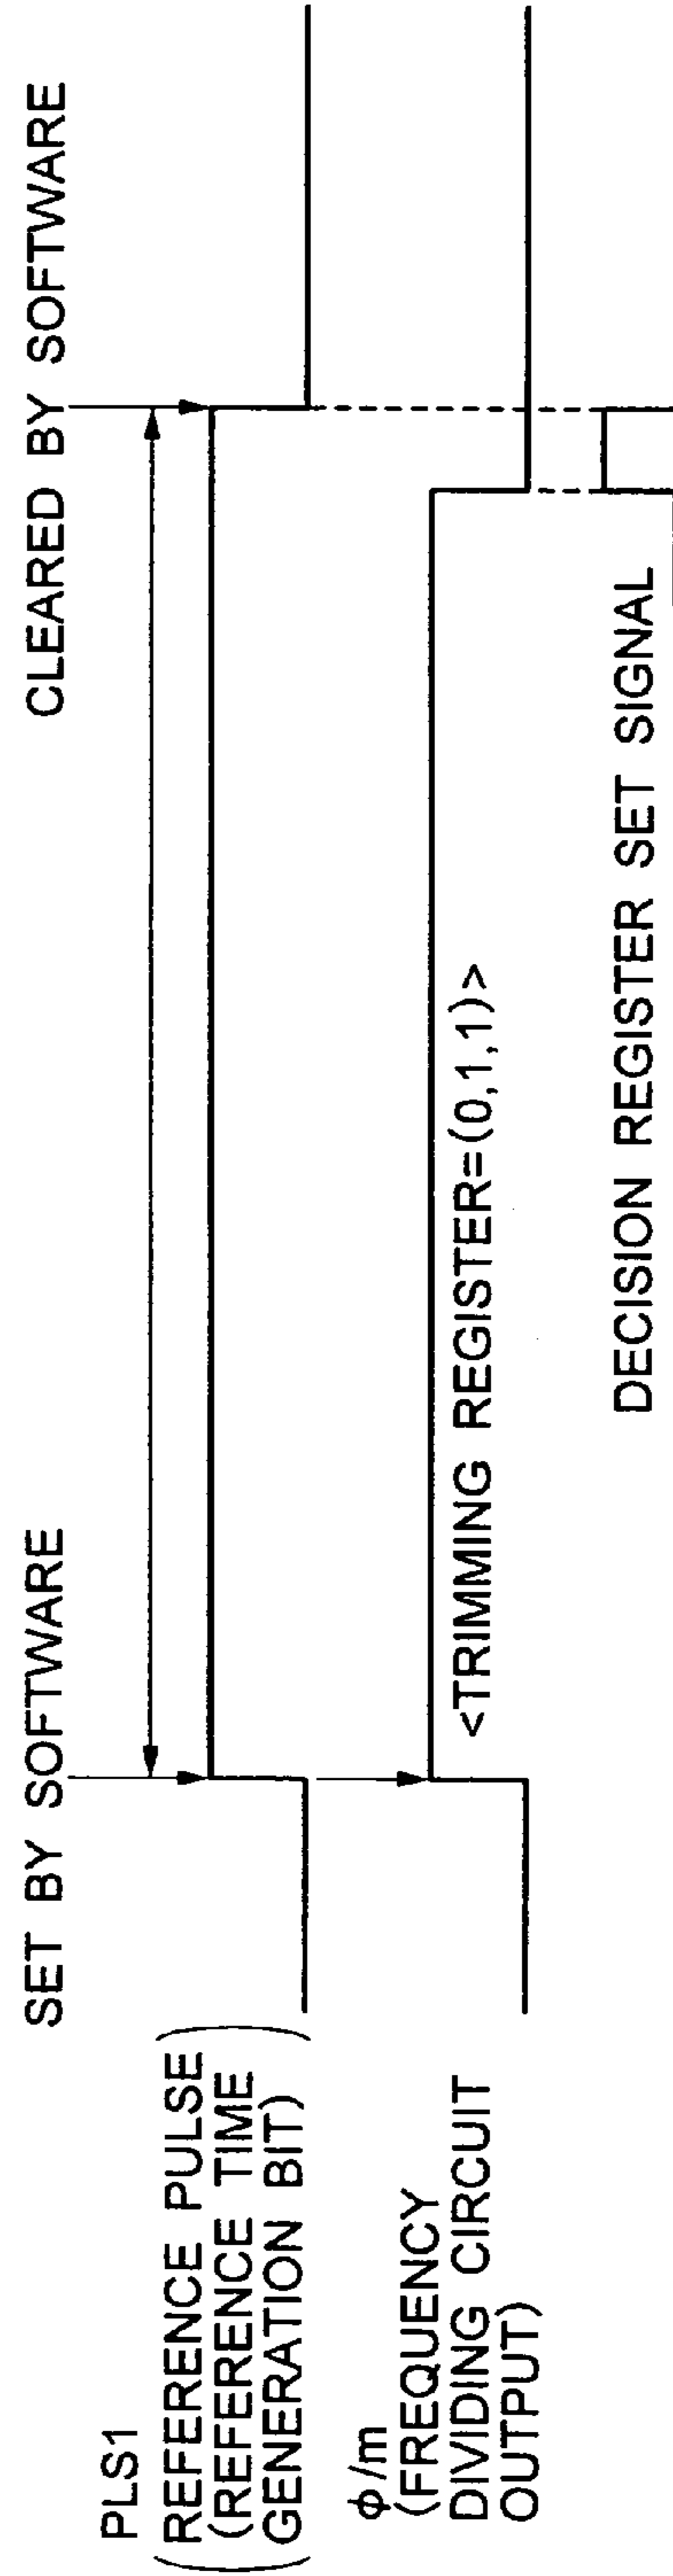 SET BY SOFTWARE
CLEARED BY SOFTWARE
PLS1
(REFERENCE PULSE
(REFERENCE TIME
GENERATION BIT)
)
ϕ/m
(FREQUENCY
DIVIDING CIRCUIT
OUTPUT)
<TRIMMING REGISTER=(0,1,1)>
DECISION REGISTER SET SIGNAL